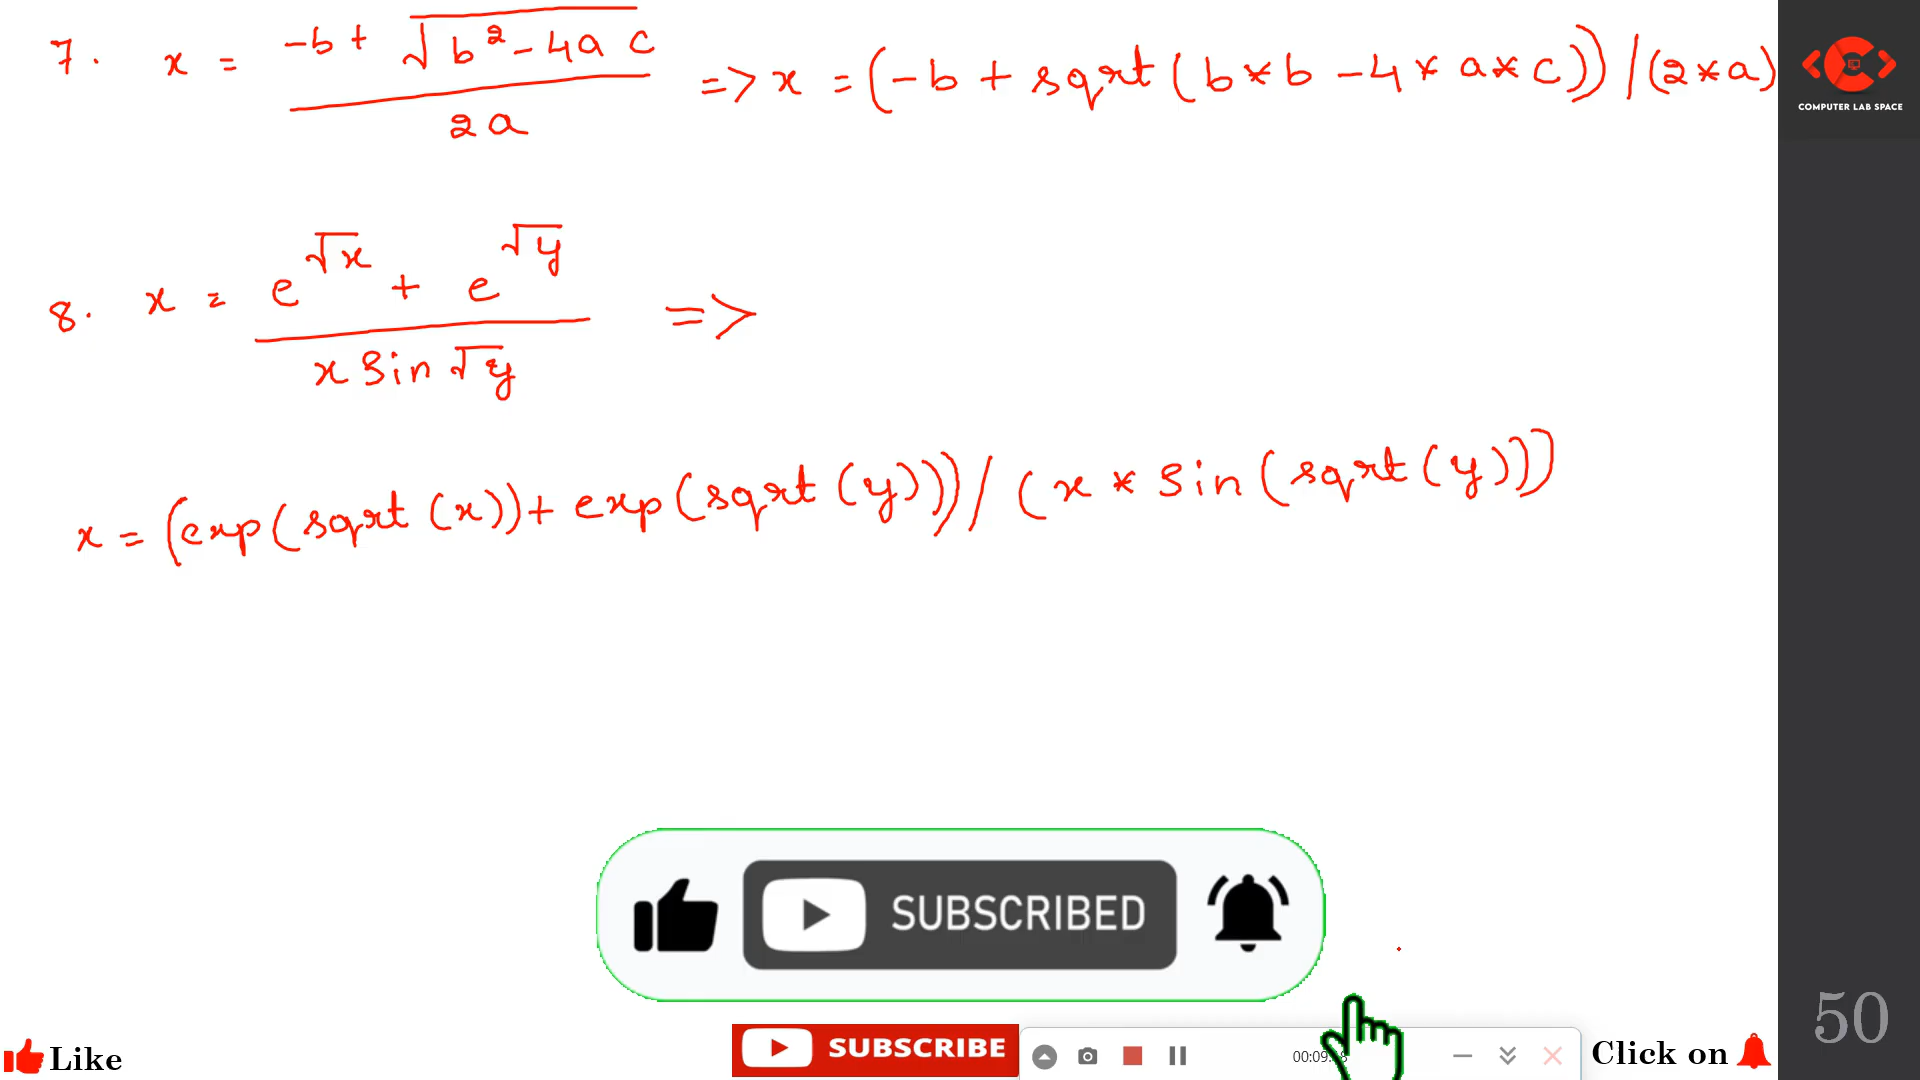 7. x = -b + √b² - 4ac / 2a => x = (-b + sqrt(b*b - 4*a*c)) / (2*a)
COMPUTER LAB SPACE
8. x = e^√x + e^√y / x sin √y =>
x = (exp(sqrt(x)) + exp(sqrt(y))) / (x * sin(sqrt(y)))
SUBSCRIBED
50
Like
SUBSCRIBE
Click on